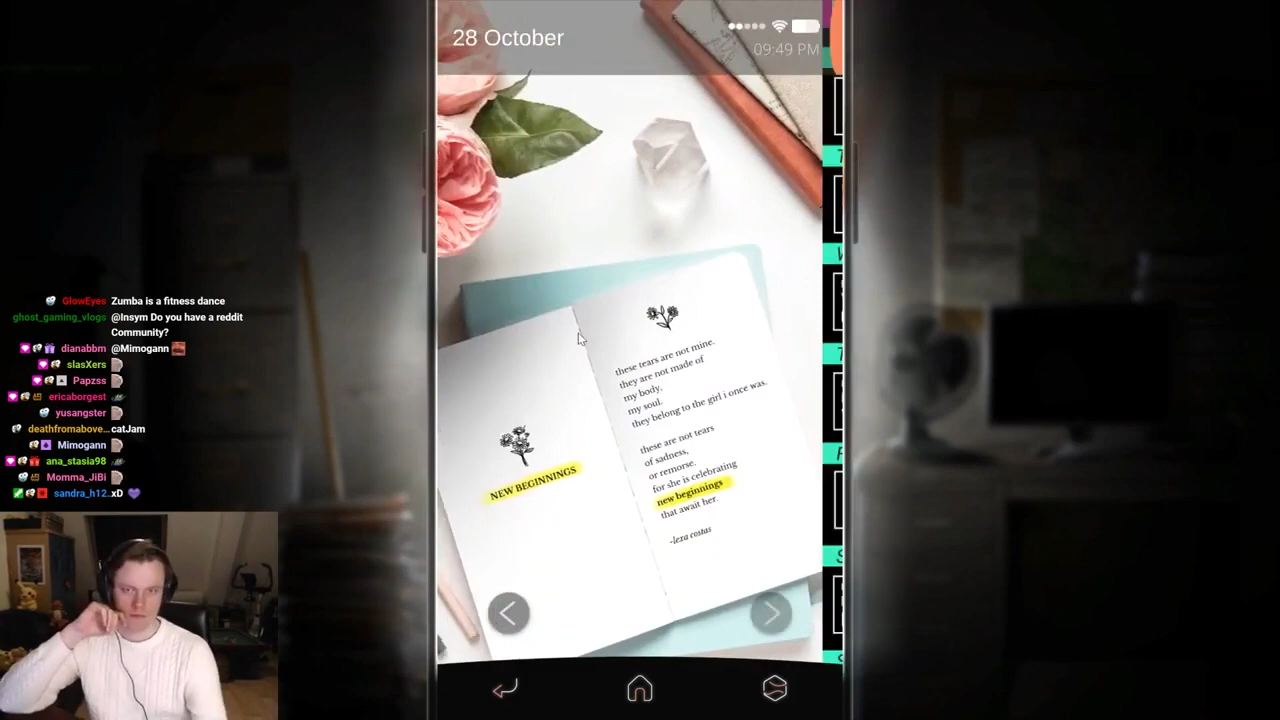 28 October
09:49 PM
GlowEyes Zumba is a fitness dance
ghost_gaming_vlogs @Insym Do you have a reddit
Community?
dianabbm @Mimogann
slasXers
Papzss
ericaborgest
yusangster
deathfromabove... catJam
Mimogann
ana_stasia98
Momma_JiBi
sandra_h12.. xD
NEW BEGINNINGS
these tears are not mine.
they are not made of
my body,
my soul.
they belong to the girl i once was.
these are not tears
of sadness,
or remorse.
for she is celebrating
new beginnings
that await her.
-leza costas